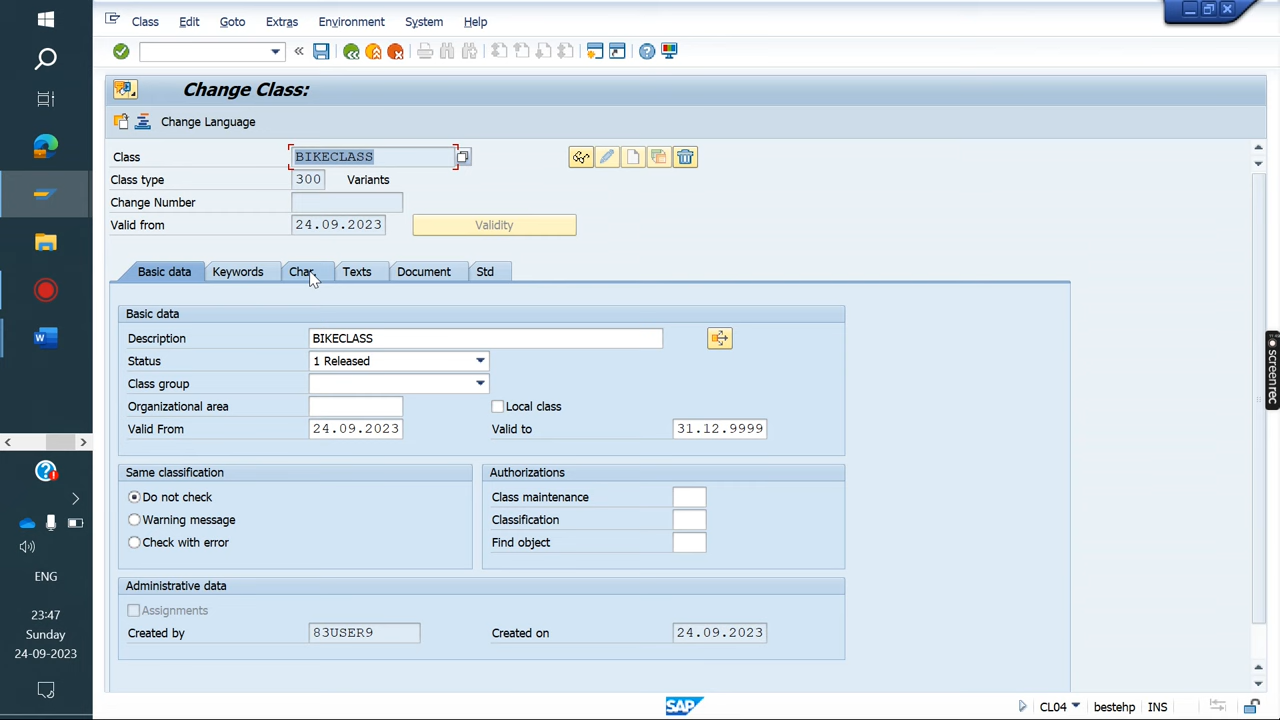 Class Edit Goto Extras Environment System Help
Change Class:
Change Language
Class BIKECLASS
Class type 300 Variants
Change Number
Valid from 24.09.2023 Validity
Basic data Keywords Char. Texts Document Std
Basic data
Description BIKECLASS
Status 1 Released
Class group
Organizational area Local class
Valid From 24.09.2023 Valid to 31.12.9999
Same classification Authorizations
Do not check Class maintenance
Warning message Classification
Check with error Find object
Administrative data
Assignments
Created by 83USER9 Created on 24.09.2023
SAP CL04 bestehp INS
ENG
23:47
Sunday
24-09-2023
screenrec